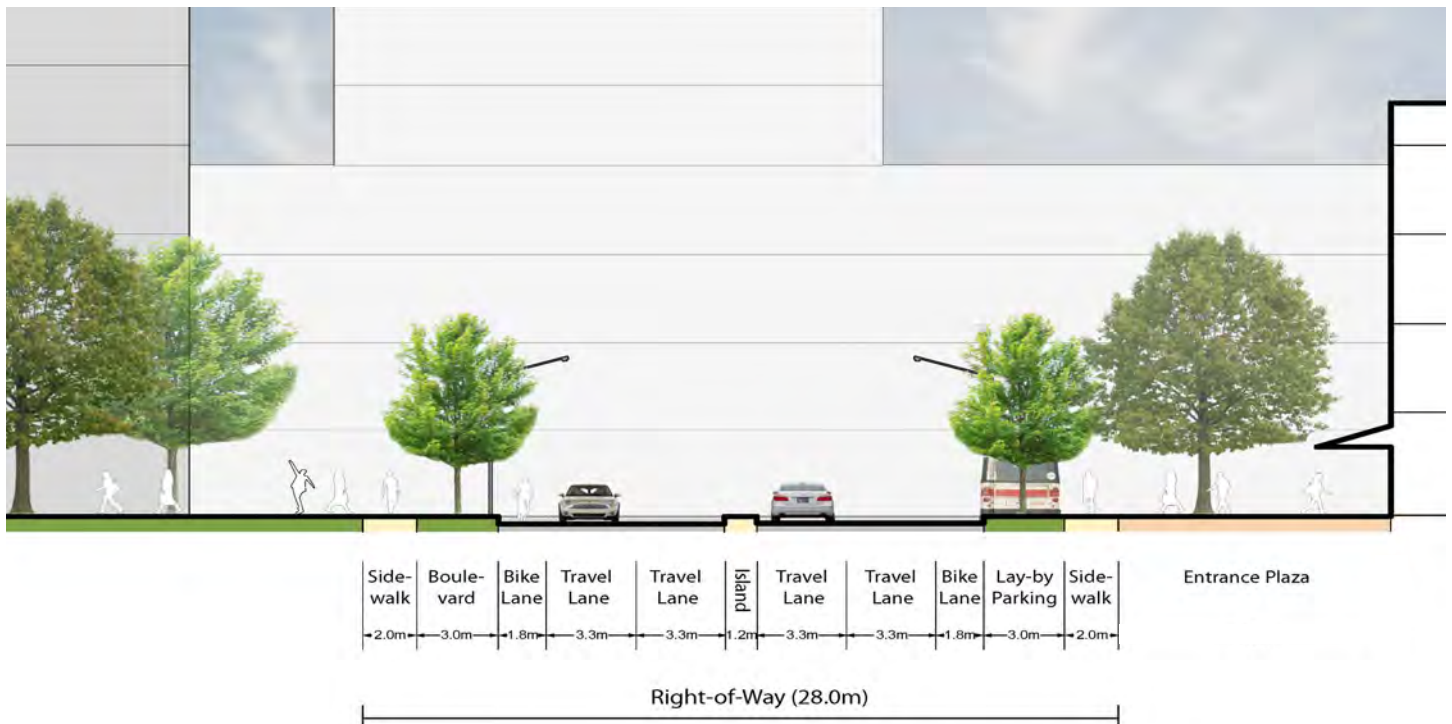 Side-
walk
Boule-
vard
Bike
Lane
Travel
Lane
Travel
Lane
Island
Travel
Lane
Travel
Lane
Bike
Lane
Lay-by
Parking
Side-
walk
Entrance Plaza
2.0m
3.0m
1.8m
3.3m
3.3m
1.2m
3.3m
3.3m
1.8m
3.0m
2.0m
Right-of-Way (28.0m)